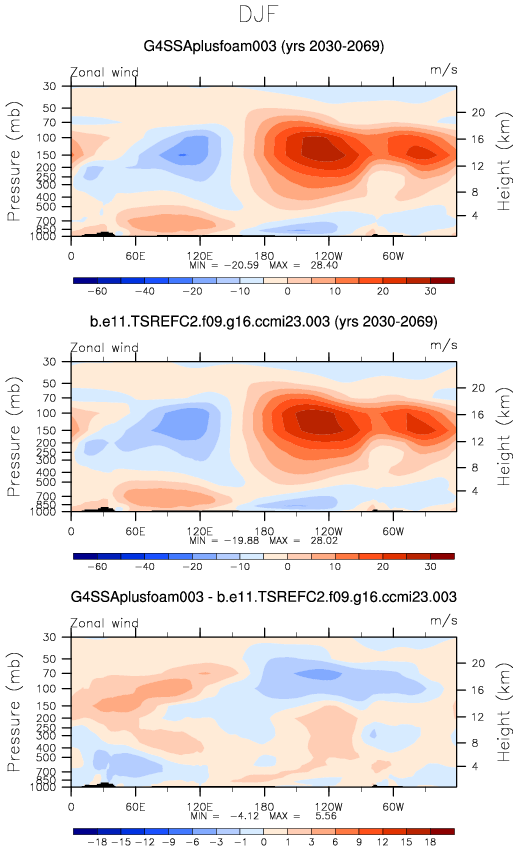 DJF
G4SSAplusfoam003 (yrs 2030-2069)
Zonal wind m/s
Pressure (mb)
30
50
70
100
150
200
250
300
400
500
700
850
1000
Height (km)
20
16
12
8
4
0 60E 120E 180 120W 60W
MIN = -20.59 MAX = 28.40
-60 -40 -20 -10 0 10 20 30
b.e11.TSREFC2.f09.g16.ccmi23.003 (yrs 2030-2069)
Zonal wind m/s
Pressure (mb)
30
50
70
100
150
200
250
300
400
500
700
850
1000
Height (km)
20
16
12
8
4
0 60E 120E 180 120W 60W
MIN = -19.88 MAX = 28.02
-60 -40 -20 -10 0 10 20 30
G4SSAplusfoam003 - b.e11.TSREFC2.f09.g16.ccmi23.003
Zonal wind m/s
Pressure (mb)
30
50
70
100
150
200
250
300
400
500
700
850
1000
Height (km)
20
16
12
8
4
0 60E 120E 180 120W 60W
MIN = -4.12 MAX = 5.56
-18 -15 -12 -9 -6 -3 -1 0 1 3 6 9 12 15 18